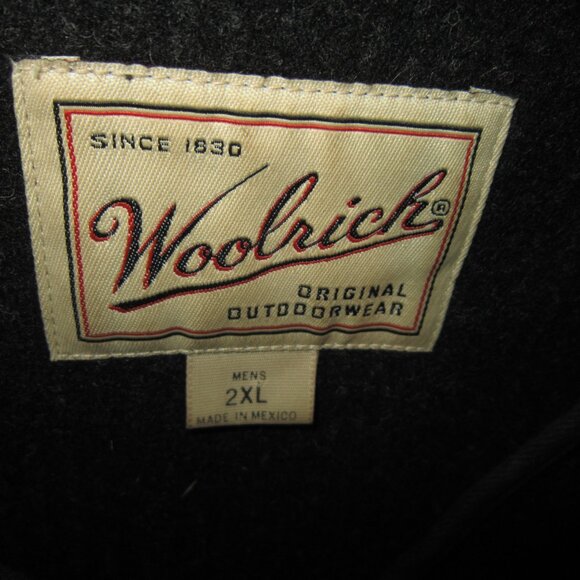 SINCE 1830
Woolrich®
ORIGINAL
OUTDOORWEAR
MENS
2XL
MADE IN MEXICO